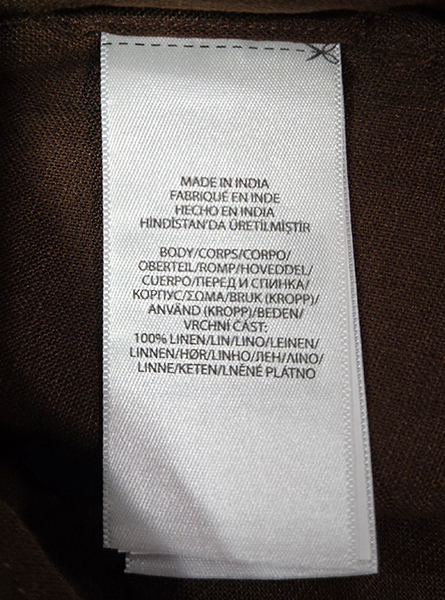 MADE IN INDIA
FABRIQUÉ EN INDE
HECHO EN INDIA
HİNDİSTAN'DA ÜRETİLMİŞTİR
BODY/CORPS/CORPO/
OBERTEIL/ROMP/HOVEDDEL/
CUERPO/ПЕРЕД И СПИНКА/
КОРПУС/ΣΩΜΑ/BRUK (KROPP)/
ANVÄND (KROPP)/BEDEN/
VRCHNÍ ČÁST:
100% LINEN/LIN/LINO/LEINEN/
LINNEN/HØR/LINHO/ЛЕН/ΛΙΝΟ/
LINNE/KETEN/LNĚNÉ PLÁTNO